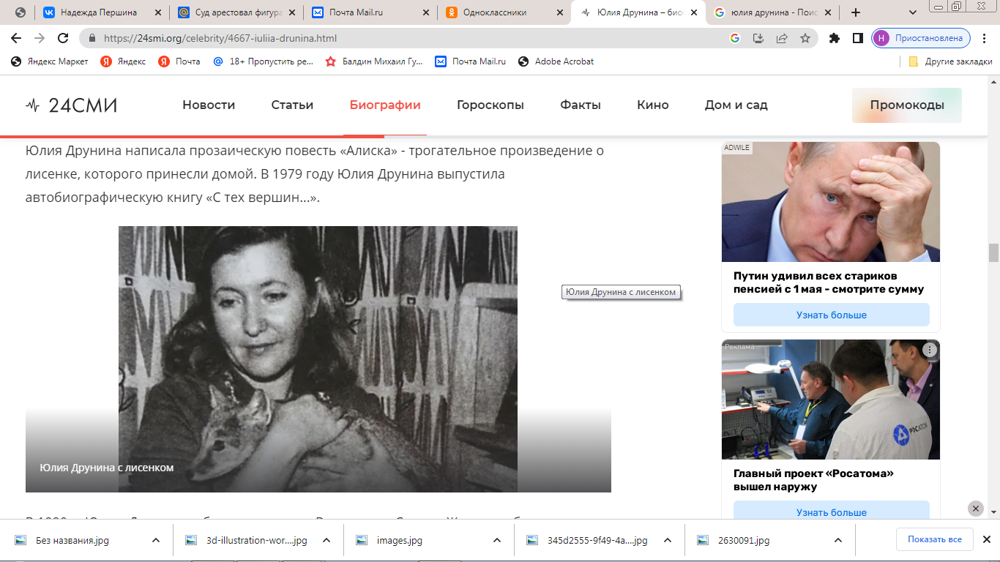 Надежда Першина
Суд арестовал фигура
Почта Mail.ru
Одноклассники
Юлия Друнина – био
юлия друнина - Поис
https://24smi.org/celebrity/4667-iuliia-drunina.html
Н
Приостановлена
Яндекс Маркет
Яндекс
Почта
18+ Пропустить ре...
Балдин Михаил Гу...
Почта Mail.ru
Adobe Acrobat
Другие закладки
24СМИ
Новости
Статьи
Биографии
Гороскопы
Факты
Кино
Дом и сад
Промокоды
Юлия Друнина написала прозаическую повесть «Алиска» - трогательное произведение о
лисенке, которого принесли домой. В 1979 году Юлия Друнина выпустила
автобиографическую книгу «С тех вершин...».
Юлия Друнина с лисенком
Юлия Друнина с лисенком
ADWILE
Путин удивил всех стариков
пенсией с 1 мая - смотрите сумму
Узнать больше
Реклама
РОСАТОМ
Главный проект «Росатома»
вышел наружу
Узнать больше
Без названия.jpg
3d-illustration-wor....jpg
images.jpg
345d2555-9f49-4a....jpg
2630091.jpg
Показать все